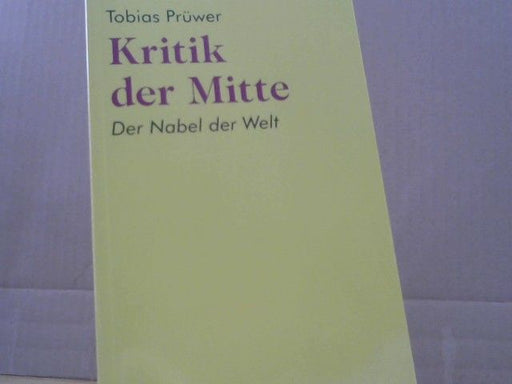 Tobias Prüwer
Kritik
der Mitte
Der Nabel der Welt